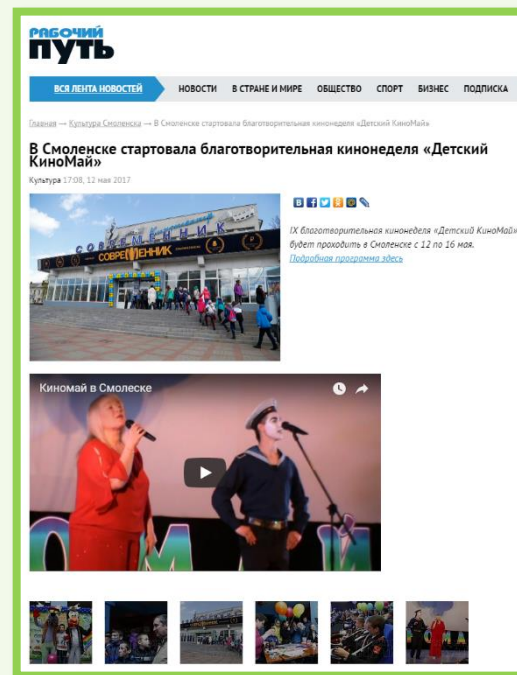 рабочий
путь
ВСЯ ЛЕНТА НОВОСТЕЙ НОВОСТИ В СТРАНЕ И МИРЕ ОБЩЕСТВО СПОРТ БИЗНЕС ПОДПИСКА
Главная → Культура Смоленска → В Смоленске стартовала благотворительная кинонеделя «Детский КиноМай»
В Смоленске стартовала благотворительная кинонеделя «Детский
КиноМай»
Культура 17:08, 12 мая 2017
IX благотворительная кинонеделя «Детский КиноМай»
будет проходить в Смоленске с 12 по 16 мая.
Подробная программа здесь
СОВРЕМЕННИК
СОВРЕМЕННИК
Киномай в Смолеске